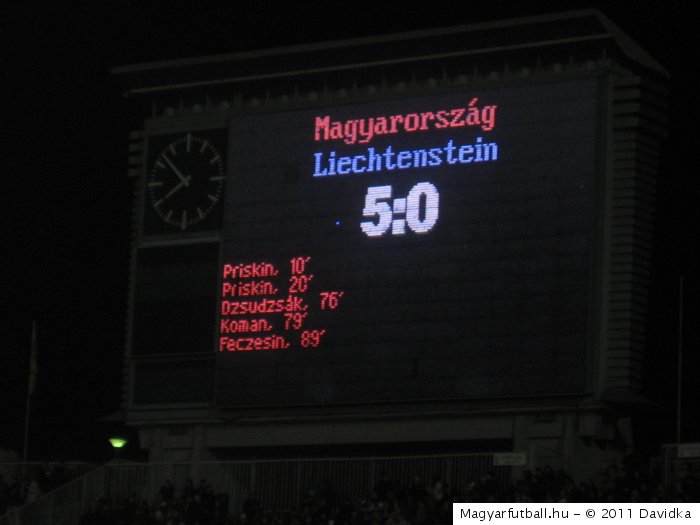 Magyarország
Liechtenstein
5:0
Priskin, 10'
Priskin, 20'
Dzsudzsák, 76'
Koman, 79'
Feczesin, 89'
Magyarfutball.hu - © 2011 Davidka